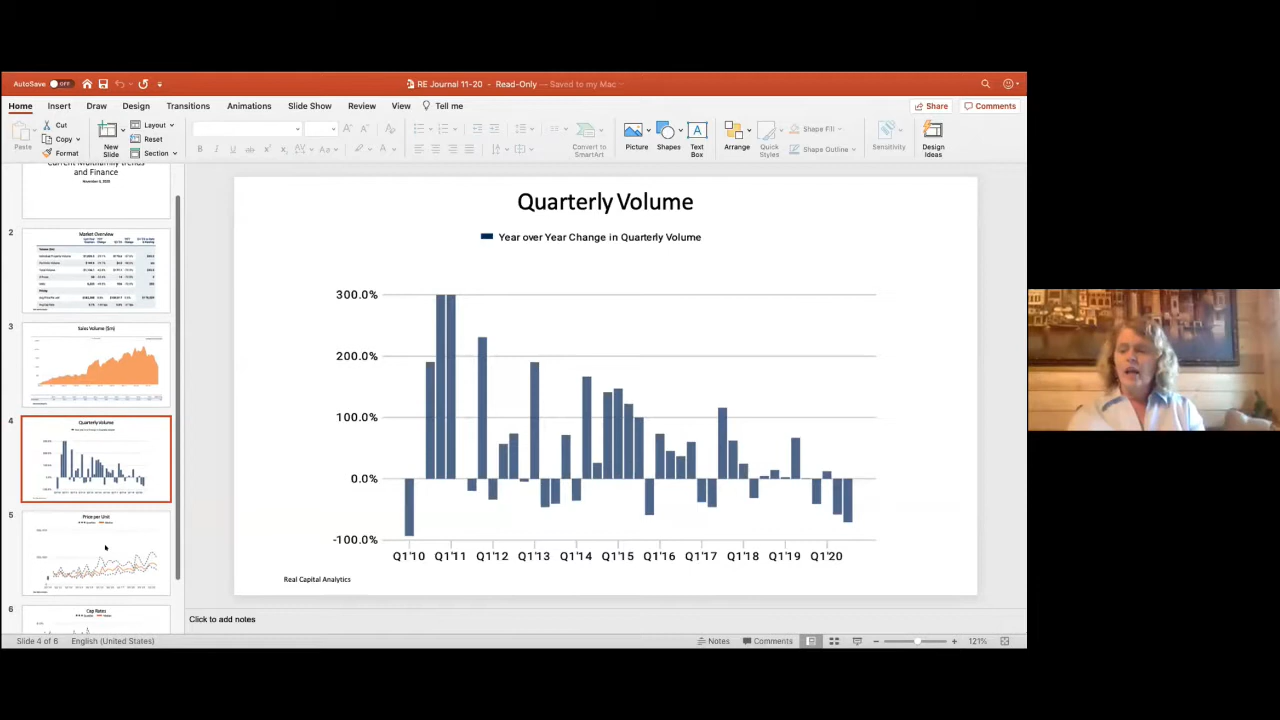 AutoSave OFF
RE Journal 11-20 - Read-Only — Saved to my Mac
Home Insert Draw Design Transitions Animations Slide Show Review View Tell me Share Comments
Paste Cut Copy Format
New Slide Layout Reset Section
Convert to SmartArt
Picture Shapes Text Box
Arrange Quick Styles Shape Fill Shape Outline
Sensitivity Design Ideas
and Finance
November 6, 2020
2
Market Overview
3
Sales Volume ($m)
4
Quarterly Volume
5
Price per Unit
6
Cap Rates
Quarterly Volume
Year over Year Change in Quarterly Volume
300.0%
200.0%
100.0%
0.0%
-100.0%
Q1'10 Q1'11 Q1'12 Q1'13 Q1'14 Q1'15 Q1'16 Q1'17 Q1'18 Q1'19 Q1'20
Real Capital Analytics
Click to add notes
Slide 4 of 6 English (United States) Notes Comments 121%